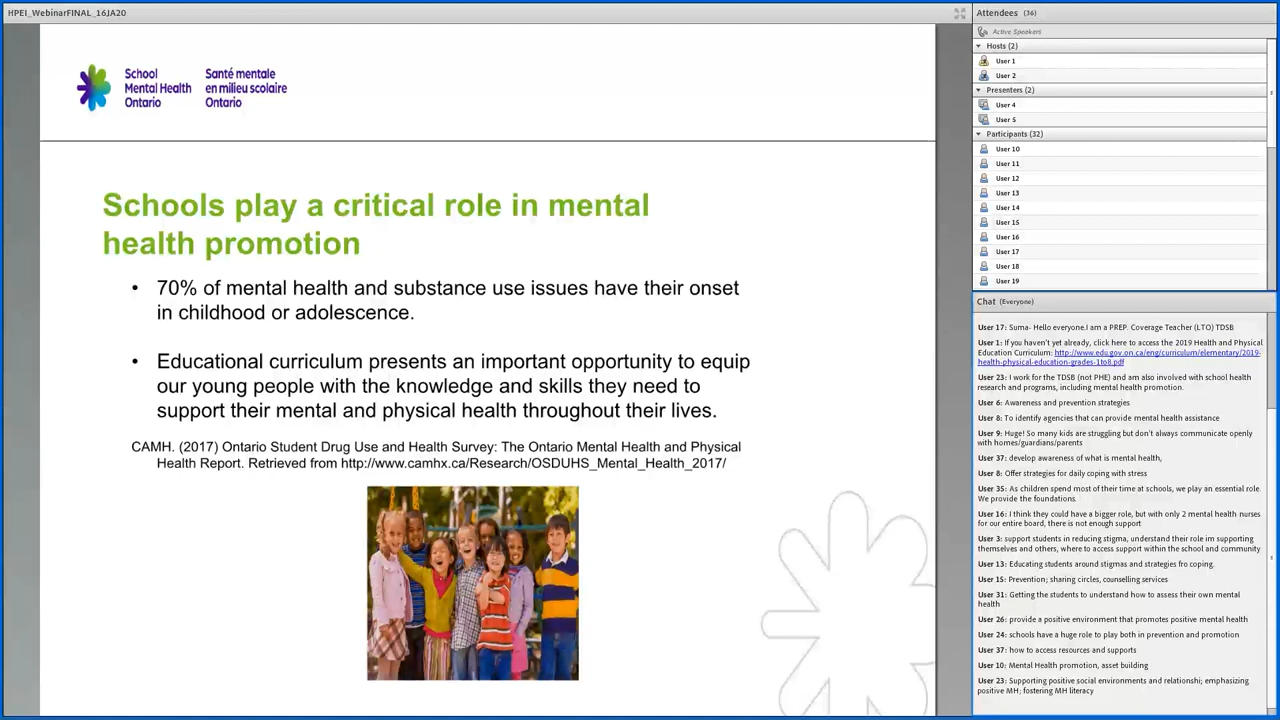 HPEI_WebinarFINAL_16JA20
School
Mental Health
Ontario
Santé mentale
en milieu scolaire
Ontario
Schools play a critical role in mental
health promotion
• 70% of mental health and substance use issues have their onset
in childhood or adolescence.
• Educational curriculum presents an important opportunity to equip
our young people with the knowledge and skills they need to
support their mental and physical health throughout their lives.
CAMH. (2017) Ontario Student Drug Use and Health Survey: The Ontario Mental Health and Physical
Health Report. Retrieved from http://www.camhx.ca/Research/OSDUHS_Mental_Health_2017/
Attendees (36)
Active Speakers
Hosts (2)
User 1
User 2
Presenters (2)
User 4
User 5
Participants (32)
User 10
User 11
User 12
User 13
User 14
User 15
User 16
User 17
User 18
User 19
Chat (Everyone)
User 17: Suma- Hello everyone.I am a PREP. Coverage Teacher (LTO) TDSB
User 1: If you haven't yet already, click here to access the 2019 Health and Physical
Education Curriculum: http://www.edu.gov.on.ca/eng/curriculum/elementary/2019-
health-physical-education-grades-1to8.pdf
User 23: I work for the TDSB (not PHE) and am also involved with school health
research and programs, including mental health promotion.
User 6: Awareness and prevention strategies
User 8: To identify agencies that can provide mental health assistance
User 9: Huge! So many kids are struggling but don't always communicate openly
with homes/guardians/parents
User 37: develop awareness of what is mental health,
User 8: Offer strategies for daily coping with stress
User 35: As children spend most of their time at schools, we play an essential role.
We provide the foundations.
User 16: I think they could have a bigger role, but with only 2 mental health nurses
for our entire board, there is not enough support
User 3: support students in reducing stigma, understand their role im supporting
themselves and others, where to access support within the school and community
User 13: Educating students around stigmas and strategies fro coping.
User 15: Prevention; sharing circles, counselling services
User 31: Getting the students to understand how to assess their own mental
health
User 26: provide a positive environment that promotes positive mental health
User 24: schools have a huge role to play both in prevention and promotion
User 37: how to access resources and supports
User 10: Mental Health promotion, asset building
User 23: Supporting positive social environments and relationshi; emphasizing
positive MH; fostering MH literacy